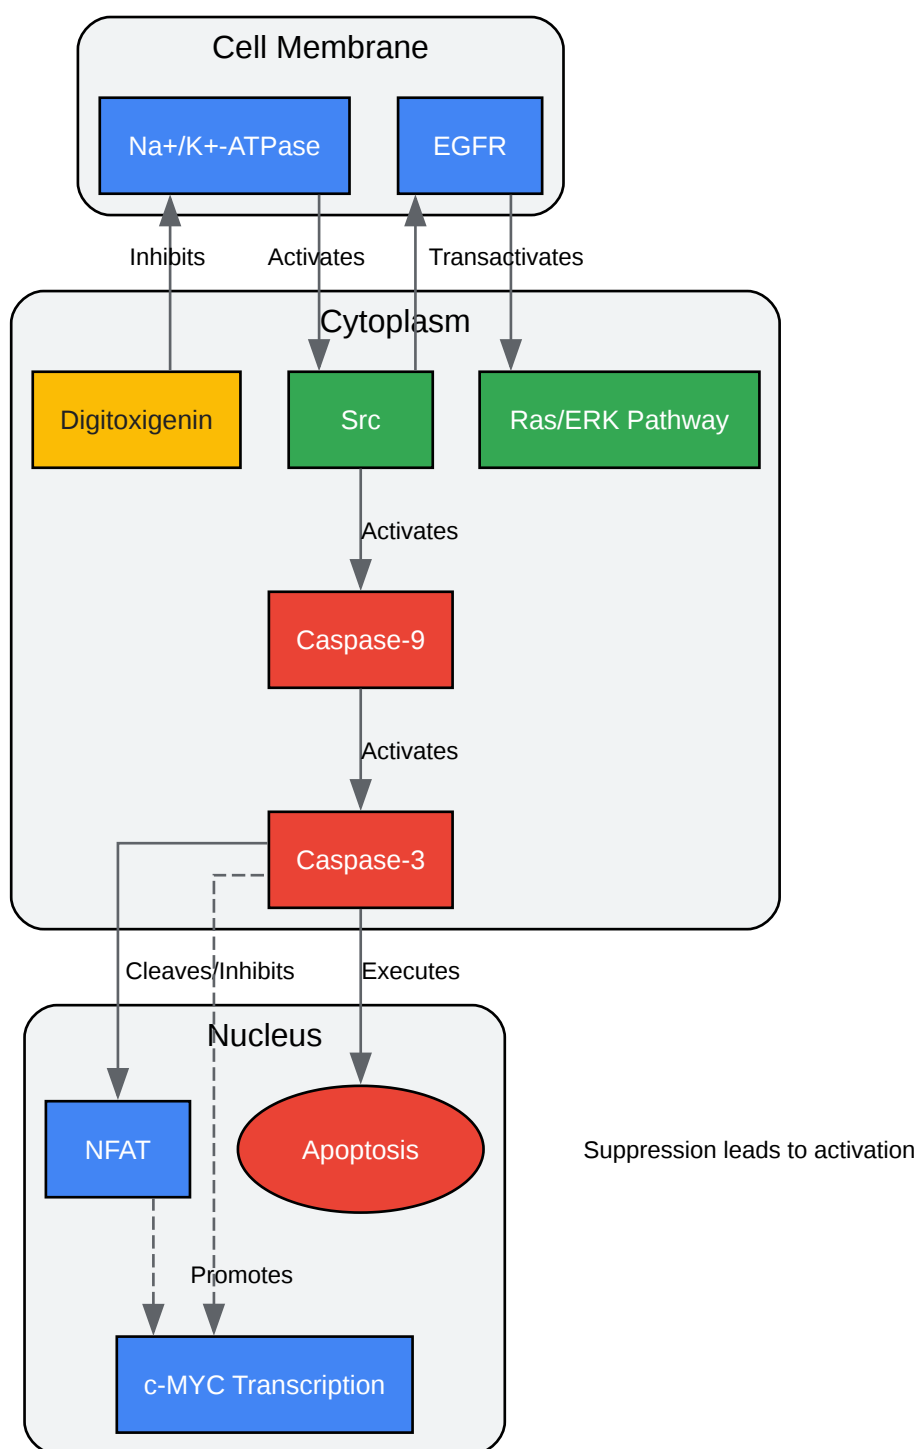 Cell Membrane
Na+/K+-ATPase
EGFR
Inhibits
Activates
Transactivates
Cytoplasm
Digitoxigenin
Src
Ras/ERK Pathway
Activates
Caspase-9
Activates
Caspase-3
Cleaves/Inhibits
Executes
Nucleus
NFAT
Apoptosis
Suppression leads to activation
Promotes
c-MYC Transcription